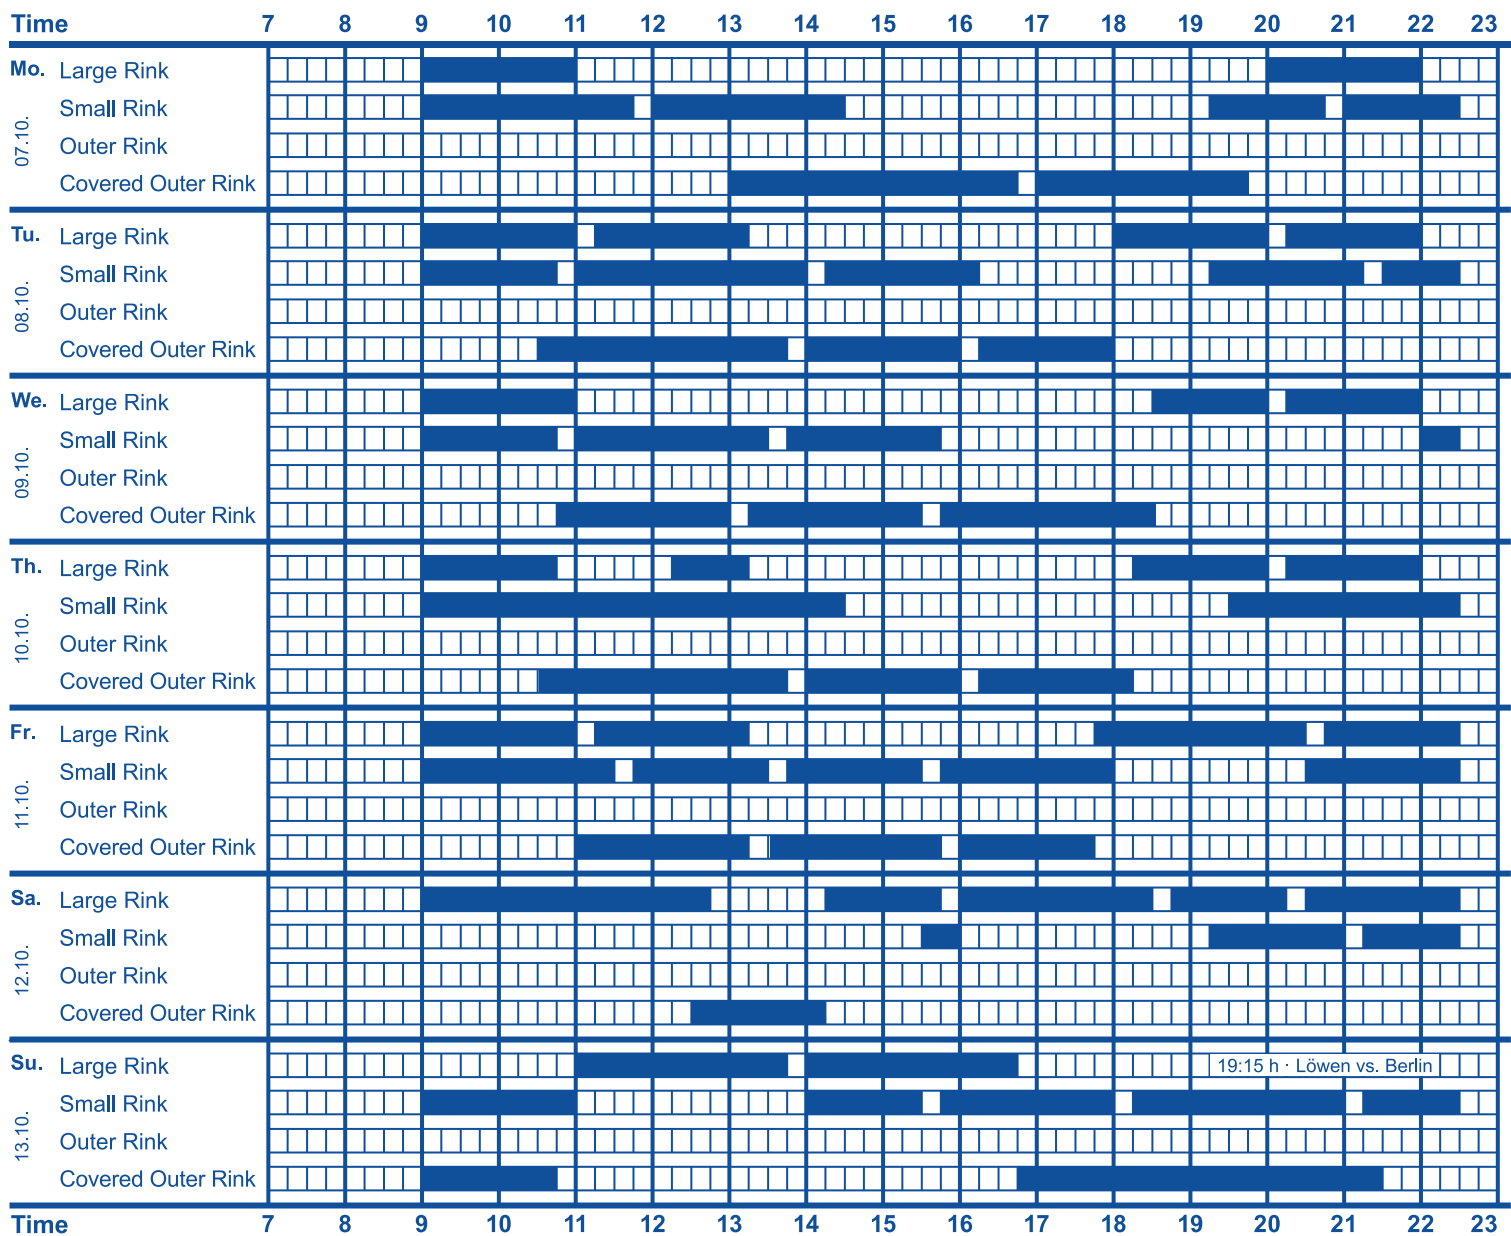 Time 7 8 9 10 11 12 13 14 15 16 17 18 19 20 21 22 23
Mo. Large Rink
07.10.
Small Rink
Outer Rink
Covered Outer Rink
Tu. Large Rink
08.10.
Small Rink
Outer Rink
Covered Outer Rink
We. Large Rink
09.10.
Small Rink
Outer Rink
Covered Outer Rink
Th. Large Rink
10.10.
Small Rink
Outer Rink
Covered Outer Rink
Fr. Large Rink
11.10.
Small Rink
Outer Rink
Covered Outer Rink
Sa. Large Rink
12.10.
Small Rink
Outer Rink
Covered Outer Rink
Su. Large Rink 19:15 h · Löwen vs. Berlin
13.10.
Small Rink
Outer Rink
Covered Outer Rink
Time 7 8 9 10 11 12 13 14 15 16 17 18 19 20 21 22 23